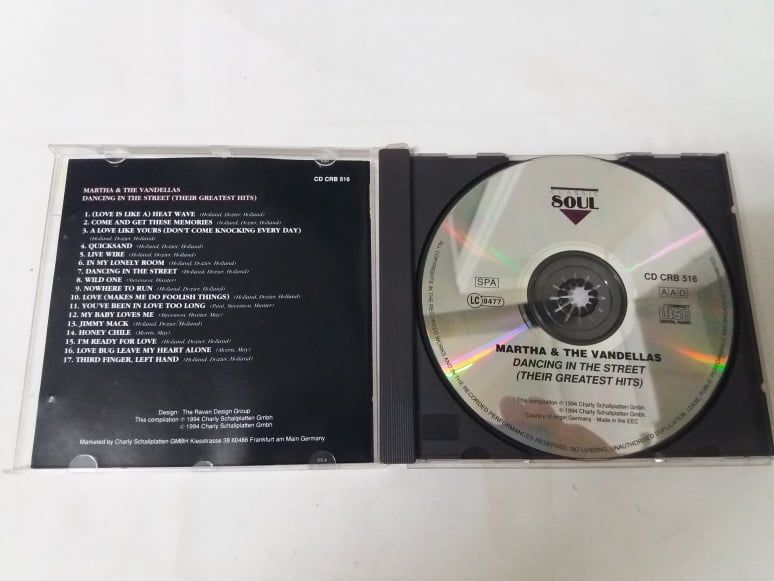 CD CRB 516
MARTHA & THE VANDELLAS
DANCING IN THE STREET (THEIR GREATEST HITS)
1. (LOVE IS LIKE A) HEAT WAVE (Holland, Dozier, Holland)
2. COME AND GET THESE MEMORIES (Holland, Dozier, Holland)
3. A LOVE LIKE YOURS (DON'T COME KNOCKING EVERY DAY)
(Holland, Dozier, Holland)
4. QUICKSAND (Holland, Dozier, Holland)
5. LIVE WIRE (Holland, Dozier, Holland)
6. IN MY LONELY ROOM (Holland, Dozier, Holland)
7. DANCING IN THE STREET (Holland, Dozier, Holland)
8. WILD ONE (Stevenson, Hunter)
9. NOWHERE TO RUN (Holland, Dozier, Holland)
10. LOVE (MAKES ME DO FOOLISH THINGS) (Holland, Dozier, Holland)
11. YOU'VE BEEN IN LOVE TOO LONG (Paul, Stevenson, Hunter)
12. MY BABY LOVES ME (Stevenson, Hunter, May)
13. JIMMY MACK (Holland, Dozier, Holland)
14. HONEY CHILE (Morris, May)
15. I'M READY FOR LOVE (Holland, Dozier, Holland)
16. LOVE BUG LEAVE MY HEART ALONE (Morris, May)
17. THIRD FINGER, LEFT HAND (Holland, Dozier, Holland)
Design: The Raven Design Group
This compilation ℗ 1994 Charly Schallplatten Gmbh
© 1994 Charly Schallplatten Gmbh
Marketed by Charly Schallplatten GMBH Kiesstrasse 38 60486 Frankfurt am Main Germany
CLASSIC
SOUL
SPA
LC 8477
CD CRB 516
AAD
COMPACT
DISC
DIGITAL AUDIO
MARTHA & THE VANDELLAS
DANCING IN THE STREET
(THEIR GREATEST HITS)
This compilation ℗ 1994 Charly Schallplatten Gmbh.
© 1994 Charly Schallplatten Gmbh.
Country of origin Germany - Made in the EEC
ALL COPYRIGHTS IN THE RECORDED WORKS AND IN THE RECORDED PERFORMANCES RESERVED. NO LENDING, UNAUTHORISED DUPLICATION, LEASE, PUBLIC PERFORMANCE AND BROADCASTING